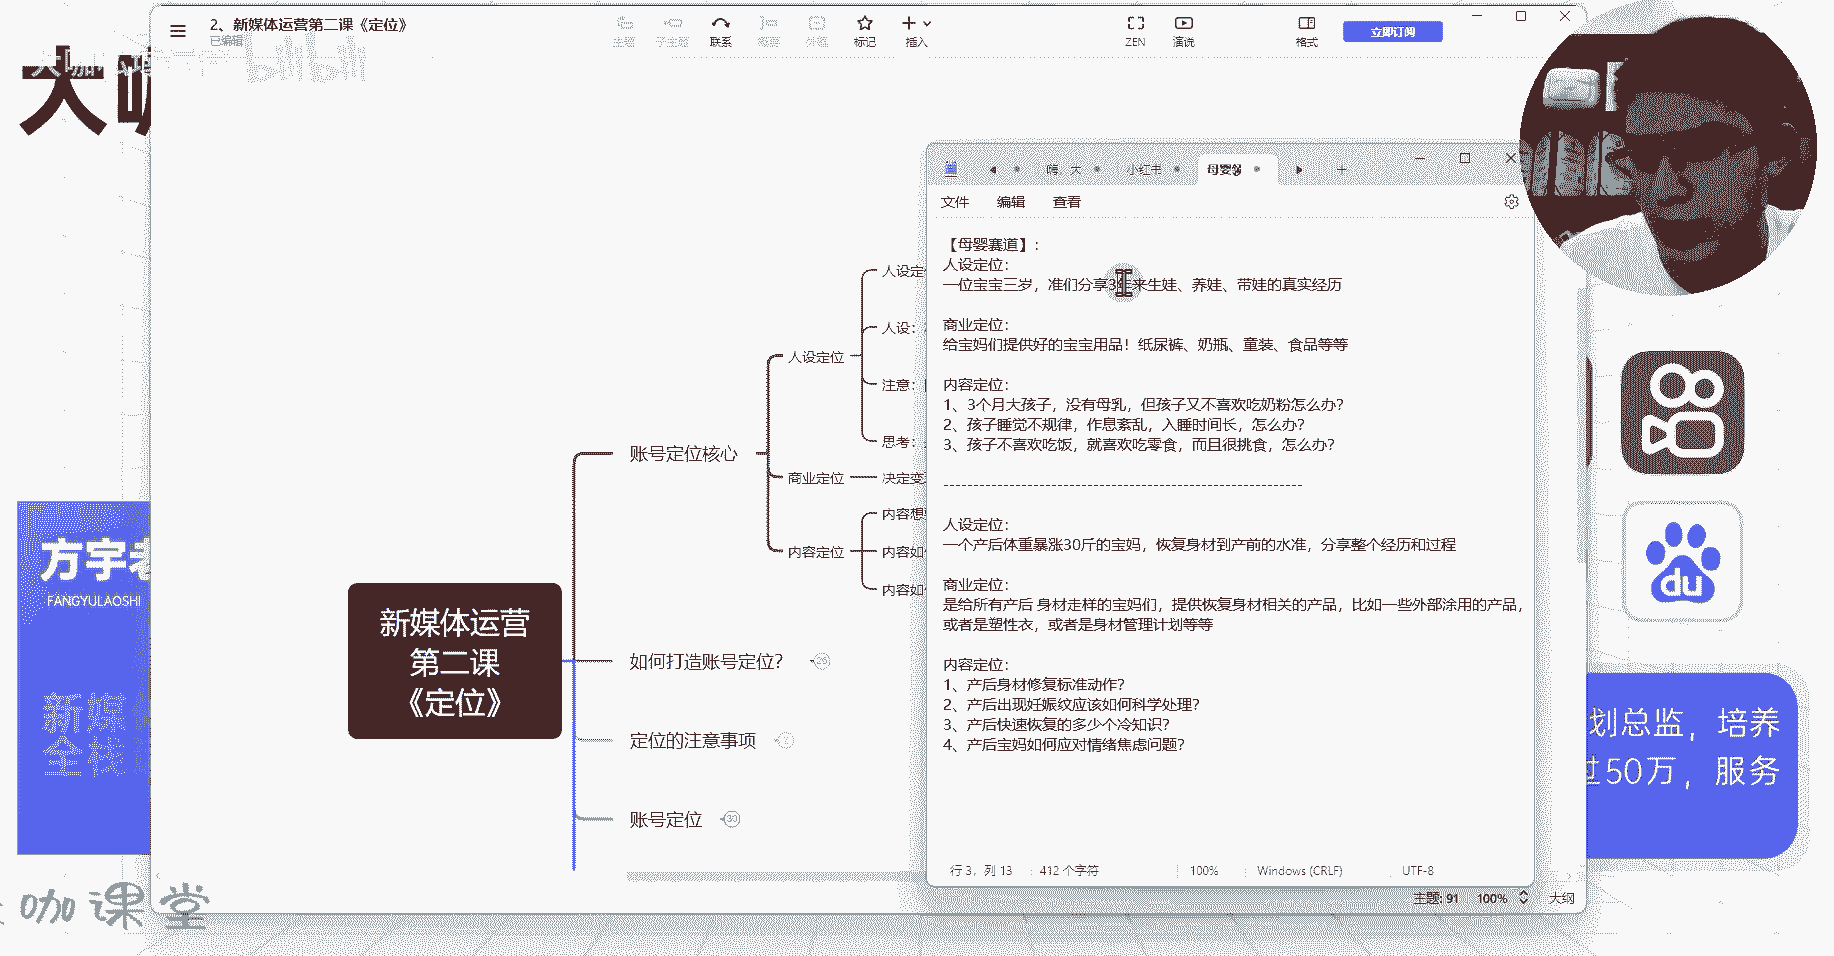 2、新媒体运营第二课《定位》
已编辑
主题
子主题
联系
概要
外框
标记
插入
ZEN
演说
格式
立即订阅
bilibili
方宇老
FANGYULAOSHI
新媒体
全栈
咖课堂
新媒体运营
第二课
《定位》
账号定位核心
如何打造账号定位?
26
定位的注意事项
7
账号定位
30
人设定位
商业定位
内容定位
人设定
人设:
注意:
思考:
决定变
内容想
内容如
内容如
嗨, 大
小红书
母婴
文件
编辑
查看
【母婴赛道】:
人设定位:
一位宝宝三岁, 准们分享3年来生娃、养娃、带娃的真实经历
商业定位:
给宝妈们提供好的宝宝用品! 纸尿裤、奶瓶、童装、食品等等
内容定位:
1、3个月大孩子, 没有母乳, 但孩子又不喜欢吃奶粉怎么办?
2、孩子睡觉不规律, 作息紊乱, 入睡时间长, 怎么办?
3、孩子不喜欢吃饭, 就喜欢吃零食, 而且很挑食, 怎么办?
------------------------------------------------------------
人设定位:
一个产后体重暴涨30斤的宝妈, 恢复身材到产前的水准, 分享整个经历和过程
商业定位:
是给所有产后 身材走样的宝妈们, 提供恢复身材相关的产品, 比如一些外部涂用的产品,
或者是塑性衣, 或者是身材管理计划等等
内容定位:
1、产后身材修复标准动作?
2、产后出现妊娠纹应该如何科学处理?
3、产后快速恢复的多少个冷知识?
4、产后宝妈如何应对情绪焦虑问题?
行 3, 列 13
412 个字符
100%
Windows (CRLF)
UTF-8
主题: 91
100%
大纲
du
划总监, 培养
过50万, 服务